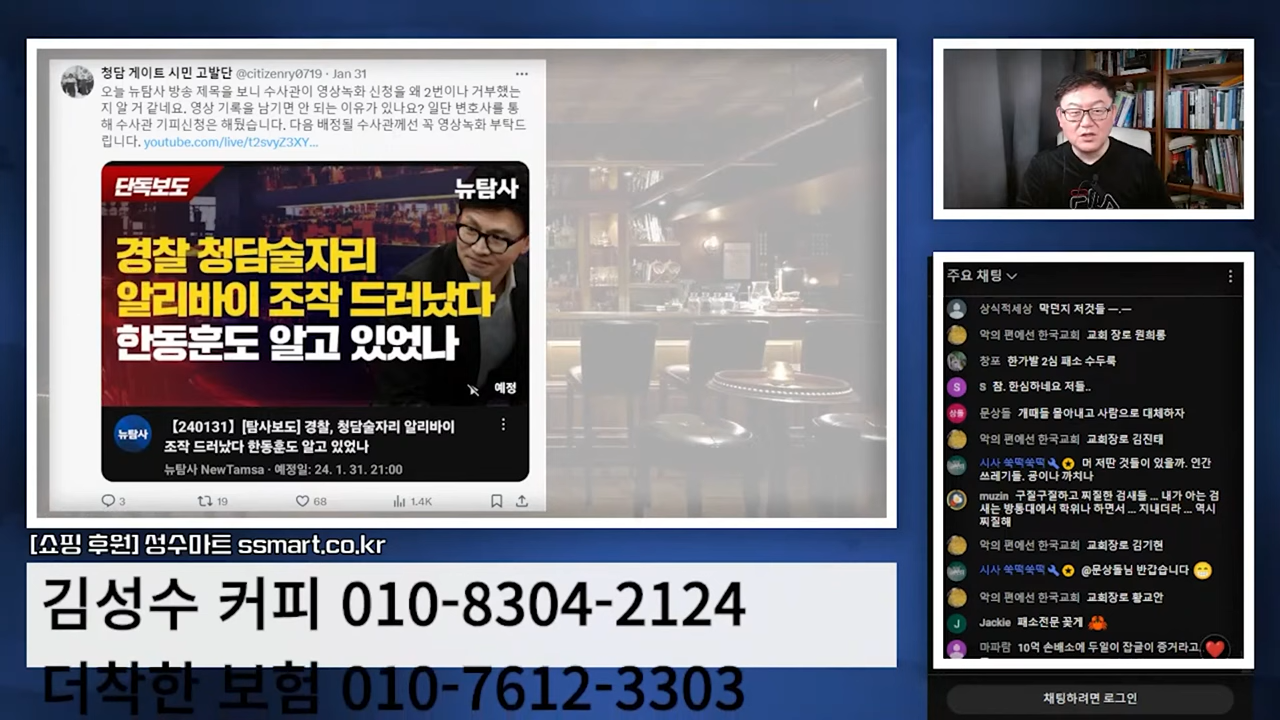 청담 게이트 시민 고발단 @citizenry0719 · Jan 31
오늘 뉴탐사 방송 제목을 보니 수사관이 영상녹화 신청을 왜 2번이나 거부했는
지 알 거 같네요. 영상 기록을 남기면 안 되는 이유가 있나요? 일단 변호사를 통
해 수사관 기피신청은 해뒀습니다. 다음 배정될 수사관께선 꼭 영상녹화 부탁드
립니다. youtube.com/live/t2svyZ3XY...
단독보도
뉴탐사
경찰 청담술자리
알리바이 조작 드러났다
한동훈도 알고 있었나
예정
뉴탐사
【240131】[탐사보도] 경찰, 청담술자리 알리바이
조작 드러났다 한동훈도 알고 있었나
뉴탐사 NewTamsa · 예정일: 24. 1. 31. 21:00
3 19 68 1.4K
[쇼핑 후원] 성수마트 ssmart.co.kr
김성수 커피 010-8304-2124
더착한 보험 010-7612-3303
FILA
주요 채팅
상식적세상 막던지 저것들 ㅡ.ㅡ
악의 편에선 한국교회 교회 장로 원희룡
창포 한가발 2심 패소 수두룩
S S 잠. 한심하네요 저들..
상돌 문상들 개때들 몰아내고 사람으로 대체하자
악의 편에선 한국교회 교회장로 김진태
시사 쑥떡쑥떡 머 저딴 것들이 있을까. 인간
쓰레기들. 공이나 까치나
muzin 구질구질하고 찌질한 검새들 ... 내가 아는 검
새는 방통대에서 학위나 하면서 ... 지내더라 ... 역시
찌질해
악의 편에선 한국교회 교회장로 김기현
시사 쑥떡쑥떡 @문상돌님 반갑습니다 😁
악의 편에선 한국교회 교회장로 황교안
J Jackie 패소전문 꽃게 🦀
마파람 10억 손배소에 두일이 잡글이 증거라고
채팅하려면 로그인